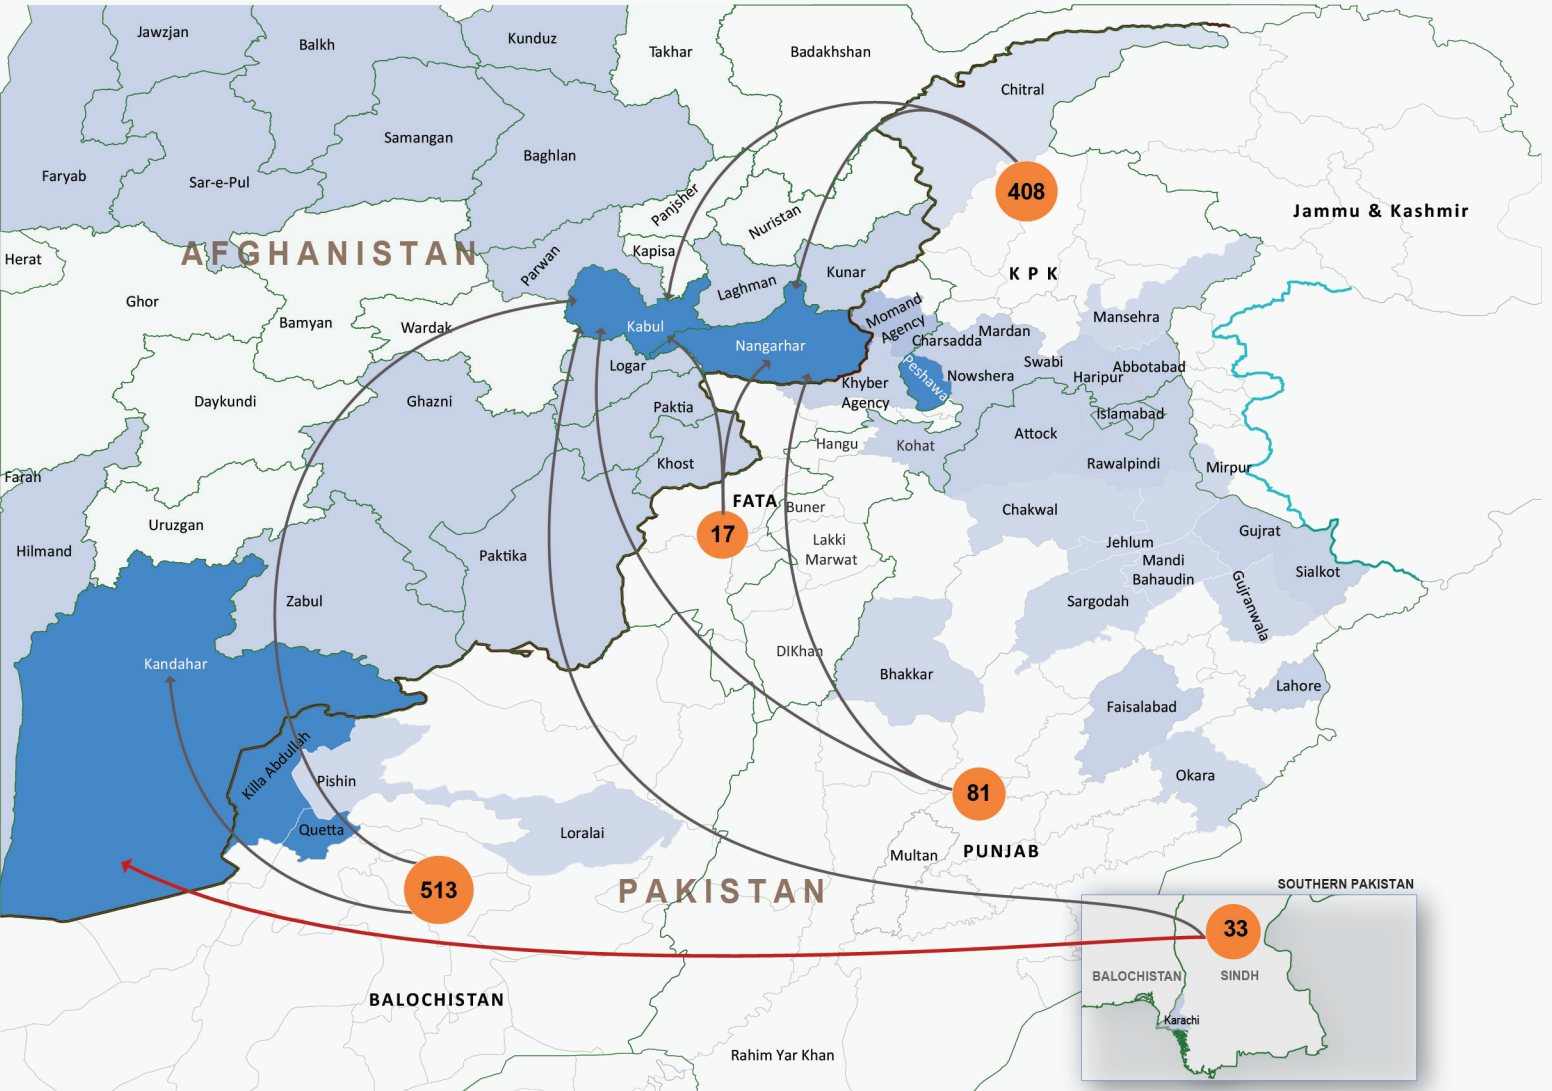 Jawzjan
Balkh
Kunduz
Takhar
Badakhshan
Chitral
Samangan
Baghlan
Faryab
Sar-e-Pul
408
Panjsher
Nuristan
Jammu & Kashmir
AFGHANISTAN
Herat
Kapisa
Parwan
Kunar
KPK
Laghman
Ghor
Bamyan
Wardak
Kabul
Nangarhar
Momand
Agency
Charsadda
Mardan
Mansehra
Logar
Khyber
Agency
Peshawa
Nowshera
Swabi
Haripur
Abbotabad
Daykundi
Ghazni
Paktia
Islamabad
Hangu
Kohat
Attock
Khost
Rawalpindi
Mirpur
Farah
FATA
Buner
Chakwal
Uruzgan
17
Lakki
Marwat
Gujrat
Jehlum
Hilmand
Paktika
Mandi
Bahaudin
Sialkot
Zabul
Sargodah
Gujranwala
Kandahar
DIKhan
Bhakkar
Lahore
Faisalabad
Killa Abdullah
Pishin
81
Okara
Quetta
Loralai
Multan
PUNJAB
513
PAKISTAN
SOUTHERN PAKISTAN
33
BALOCHISTAN
SINDH
Karachi
BALOCHISTAN
Rahim Yar Khan